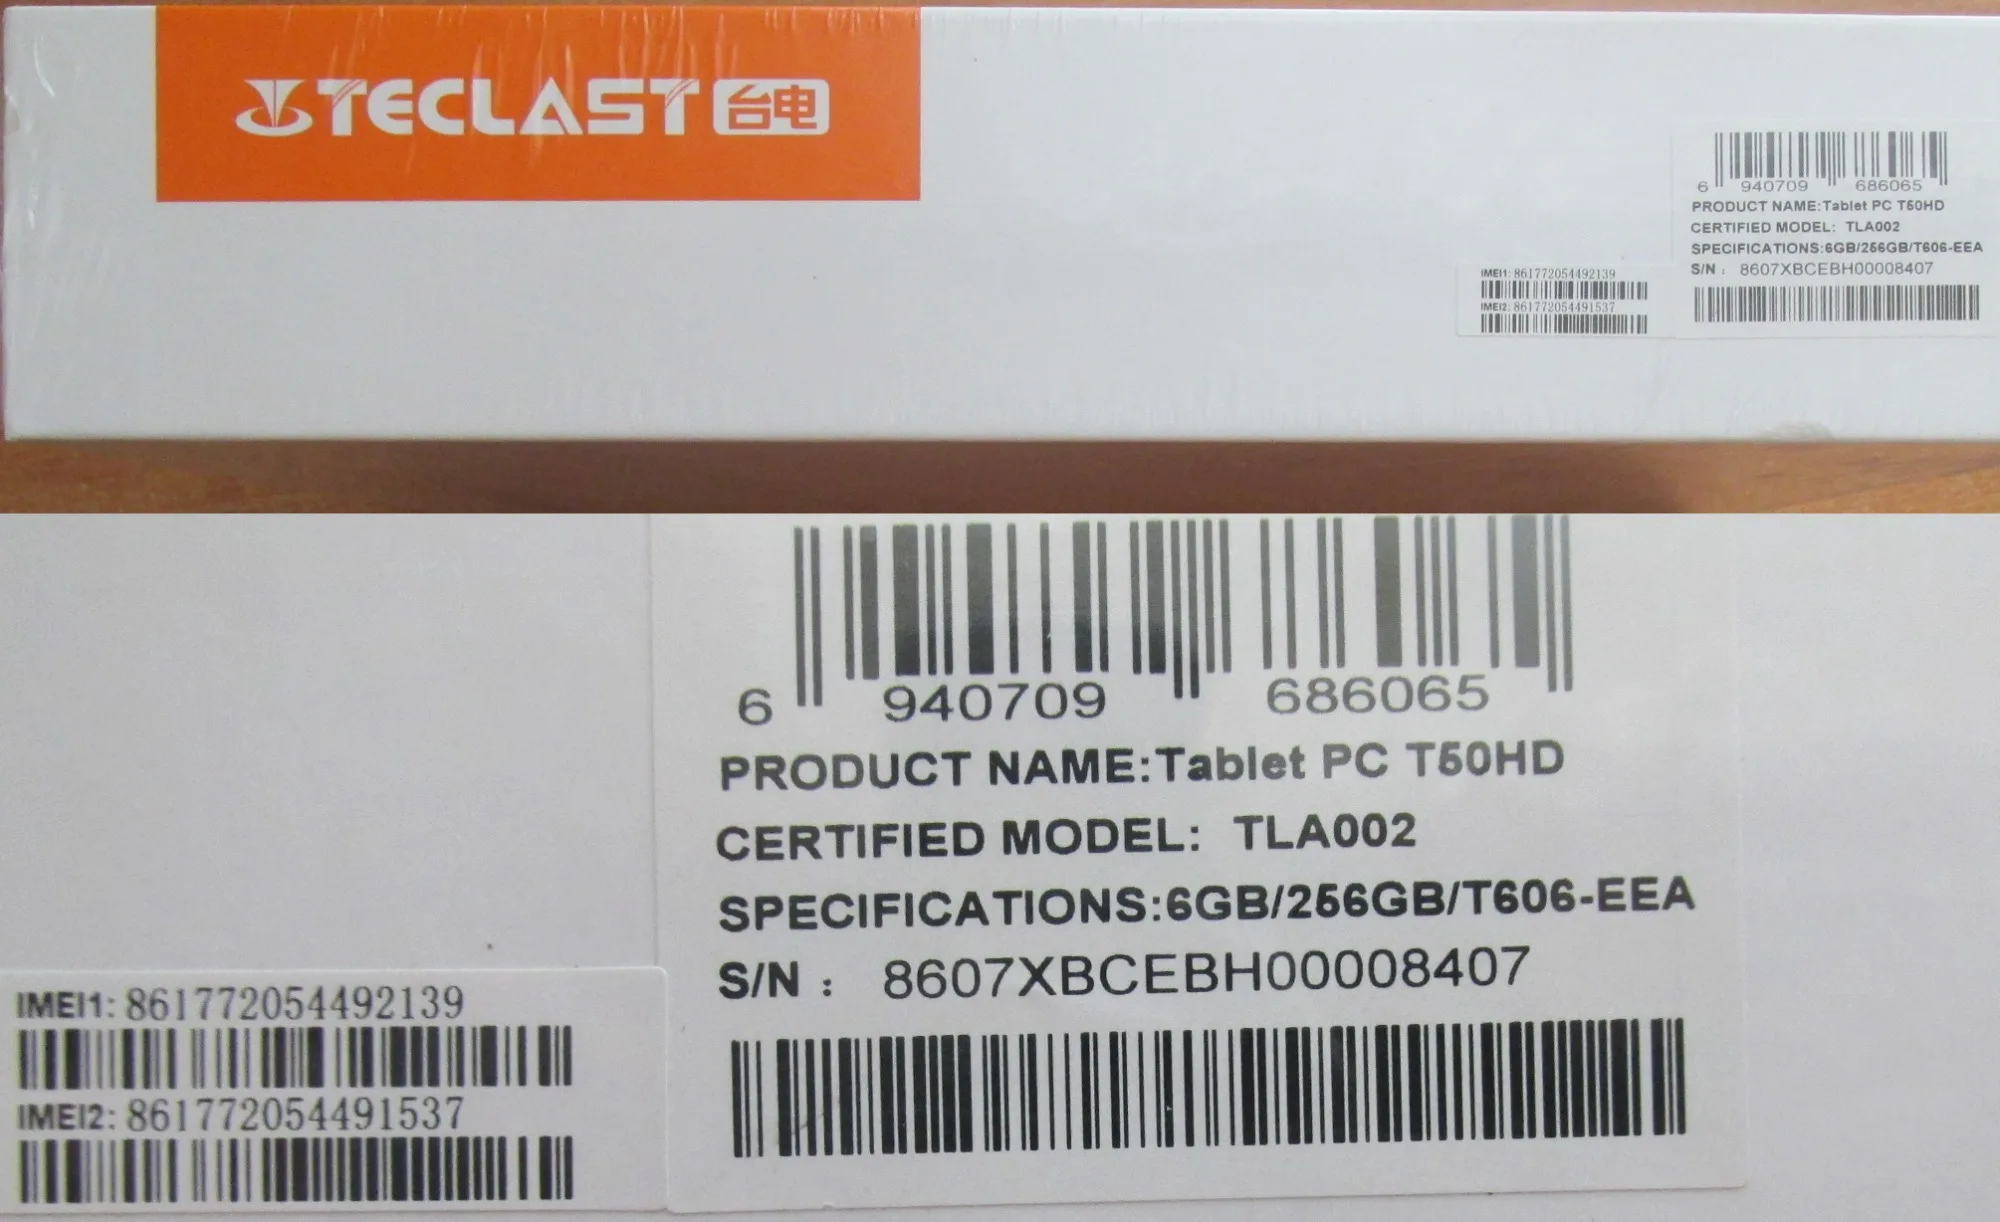 TECLAST 台电
6 940709 686065
PRODUCT NAME:Tablet PC T50HD
CERTIFIED MODEL: TLA002
SPECIFICATIONS:6GB/256GB/T606-EEA
S/N : 8607XBCEBH00008407
IMEI1: 861772054492139
IMEI2: 861772054491537
6 940709 686065
PRODUCT NAME:Tablet PC T50HD
CERTIFIED MODEL: TLA002
SPECIFICATIONS:6GB/256GB/T606-EEA
S/N : 8607XBCEBH00008407
IMEI1: 861772054492139
IMEI2: 861772054491537